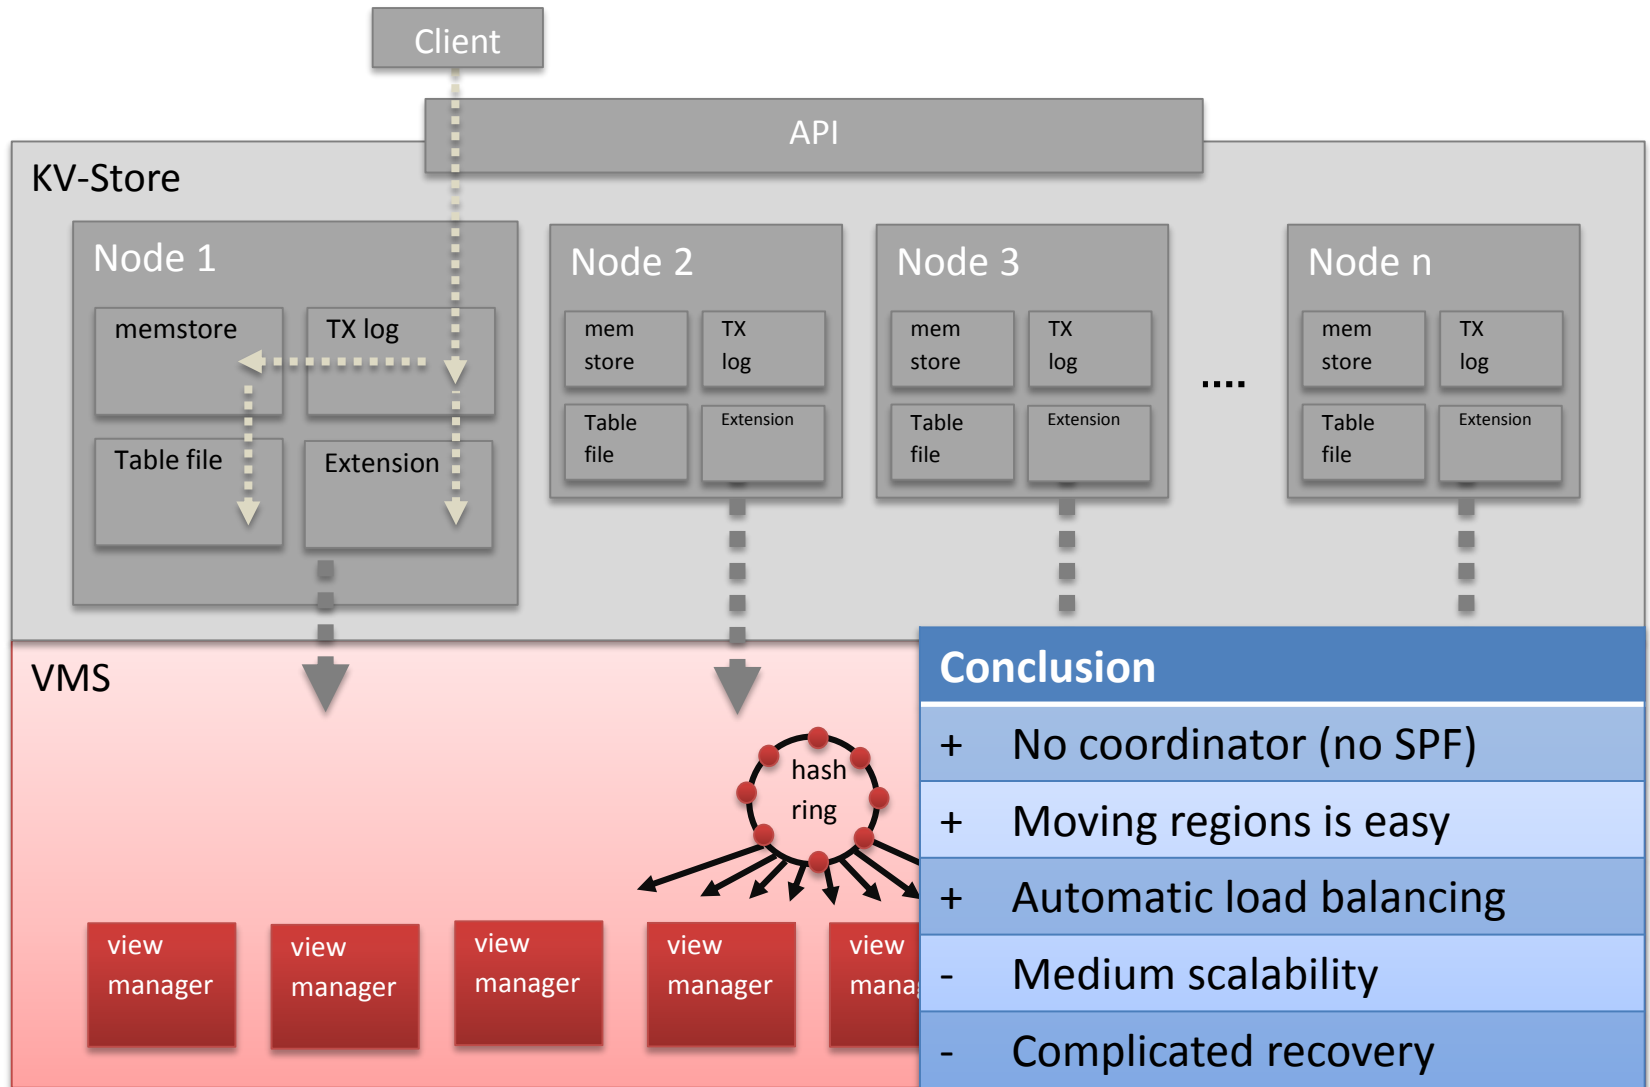 Client
API
KV-Store
Node 1
memstore
TX log
Table file
Extension
Node 2
mem
store
TX
log
Table
file
Extension
Node 3
mem
store
TX
log
Table
file
Extension
....
Node n
mem
store
TX
log
Table
file
Extension
VMS
hash
ring
view
manager
view
manager
view
manager
view
manager
view
mana
Conclusion
+ No coordinator (no SPF)
+ Moving regions is easy
+ Automatic load balancing
- Medium scalability
- Complicated recovery